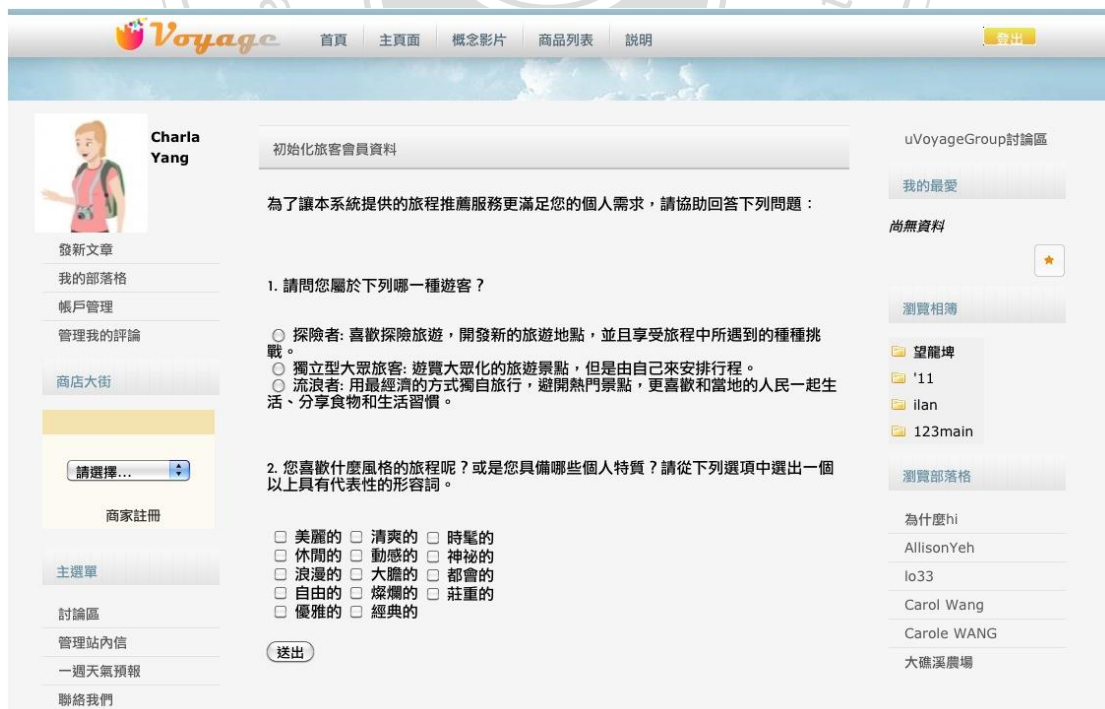 Voyage
首頁 主頁面 概念影片 商品列表 說明
登出
Charla
Yang
發新文章
我的部落格
帳戶管理
管理我的評論
商店大街
請選擇...
商家註冊
主選單
討論區
管理站內信
一週天氣預報
聯絡我們
初始化旅客會員資料
為了讓本系統提供的旅程推薦服務更滿足您的個人需求，請協助回答下列問題：
1. 請問您屬於下列哪一種遊客？
探險者: 喜歡探險旅遊，開發新的旅遊地點，並且享受旅程中所遇到的種種挑
戰。
獨立型大眾旅客: 遊覽大眾化的旅遊景點，但是由自己來安排行程。
流浪者: 用最經濟的方式獨自旅行，避開熱門景點，更喜歡和當地的人民一起生
活、分享食物和生活習慣。
2. 您喜歡什麼風格的旅程呢？或是您具備哪些個人特質？請從下列選項中選出一個
以上具有代表性的形容詞。
美麗的 清爽的 時髦的
休閒的 動感的 神祕的
浪漫的 大膽的 都會的
自由的 燦爛的 莊重的
優雅的 經典的
送出
uVoyageGroup討論區
我的最愛
尚無資料
瀏覽相簿
望龍埤
'11
ilan
123main
瀏覽部落格
為什麼hi
AllisonYeh
lo33
Carol Wang
Carole WANG
大礁溪農場